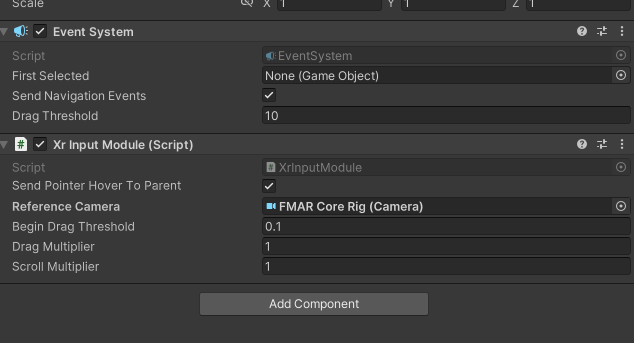 Scale X 1 Y 1 Z 1
Event System
Script EventSystem
First Selected None (Game Object)
Send Navigation Events
Drag Threshold 10
# Xr Input Module (Script)
Script # XrInputModule
Send Pointer Hover To Parent
Reference Camera FMAR Core Rig (Camera)
Begin Drag Threshold 0.1
Drag Multiplier 1
Scroll Multiplier 1
Add Component